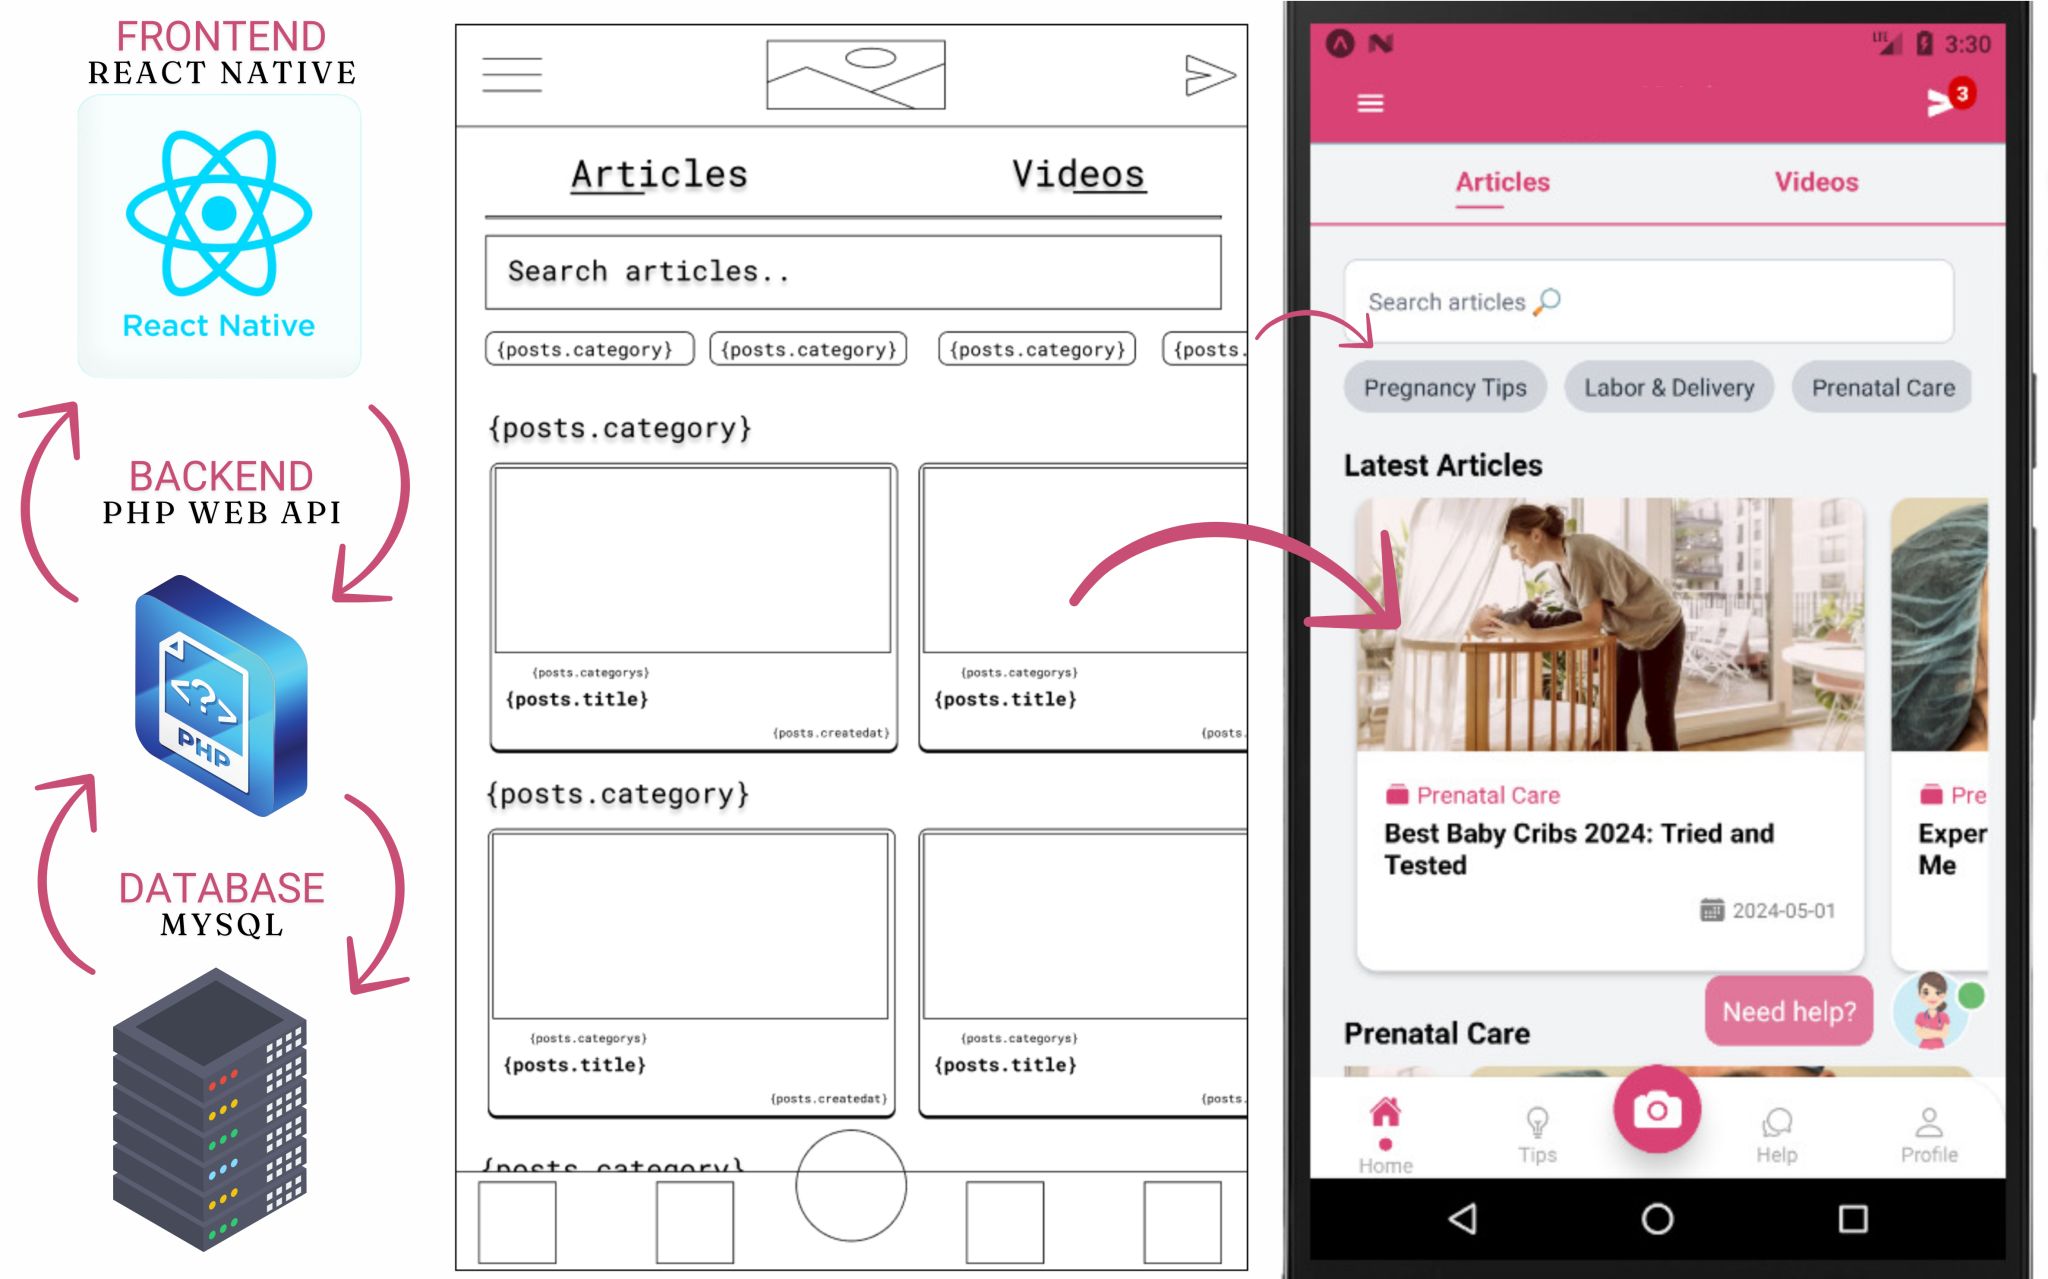 FRONTEND
REACT NATIVE
React Native
BACKEND
PHP WEB API
PHP
DATABASE
MYSQL
Articles
Videos
Search articles..
{posts.category}
{posts.category}
{posts.category}
{posts.
{posts.category}
{posts.categorys}
{posts.title}
{posts.createdat}
{posts.categorys}
{posts.title}
{posts.
{posts.category}
{posts.categorys}
{posts.title}
{posts.createdat}
{posts.categorys}
{posts.title}
{posts.
{posts.category}
LTE
3:30
3
Articles
Videos
Search articles
Pregnancy Tips
Labor & Delivery
Prenatal Care
Latest Articles
Prenatal Care
Best Baby Cribs 2024: Tried and
Tested
2024-05-01
Pre
Exper
Me
Need help?
Prenatal Care
Home
Tips
Help
Profile